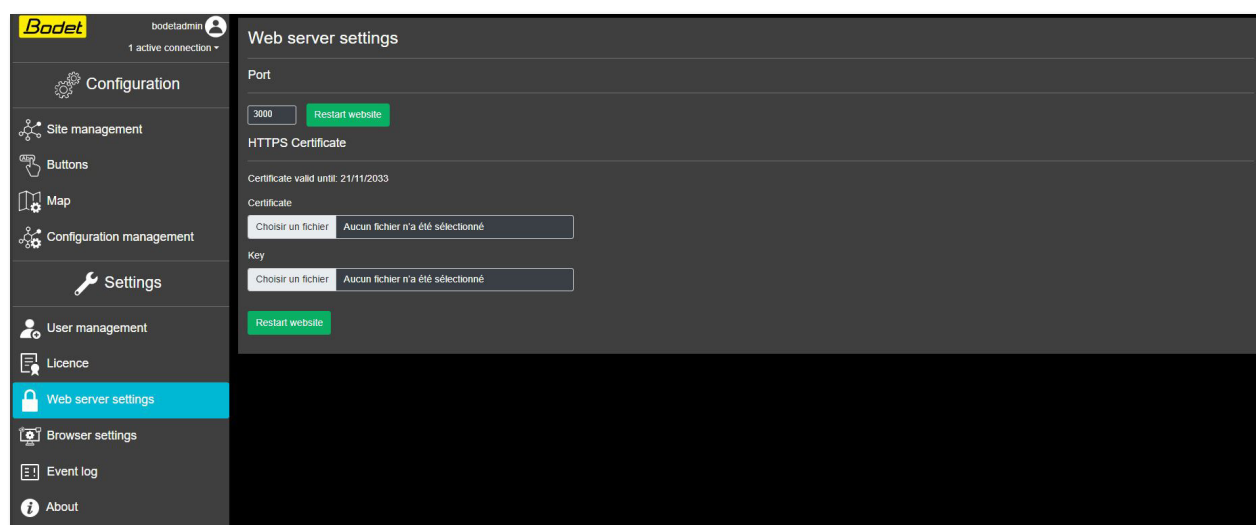 Bodet
bodetadmin
1 active connection
Configuration
Site management
Buttons
Map
Configuration management
Settings
User management
Licence
Web server settings
Browser settings
Event log
About
Web server settings
Port
3000 Restart website
HTTPS Certificate
Certificate valid until: 21/11/2033
Certificate
Choisir un fichier Aucun fichier n'a été sélectionné
Key
Choisir un fichier Aucun fichier n'a été sélectionné
Restart website